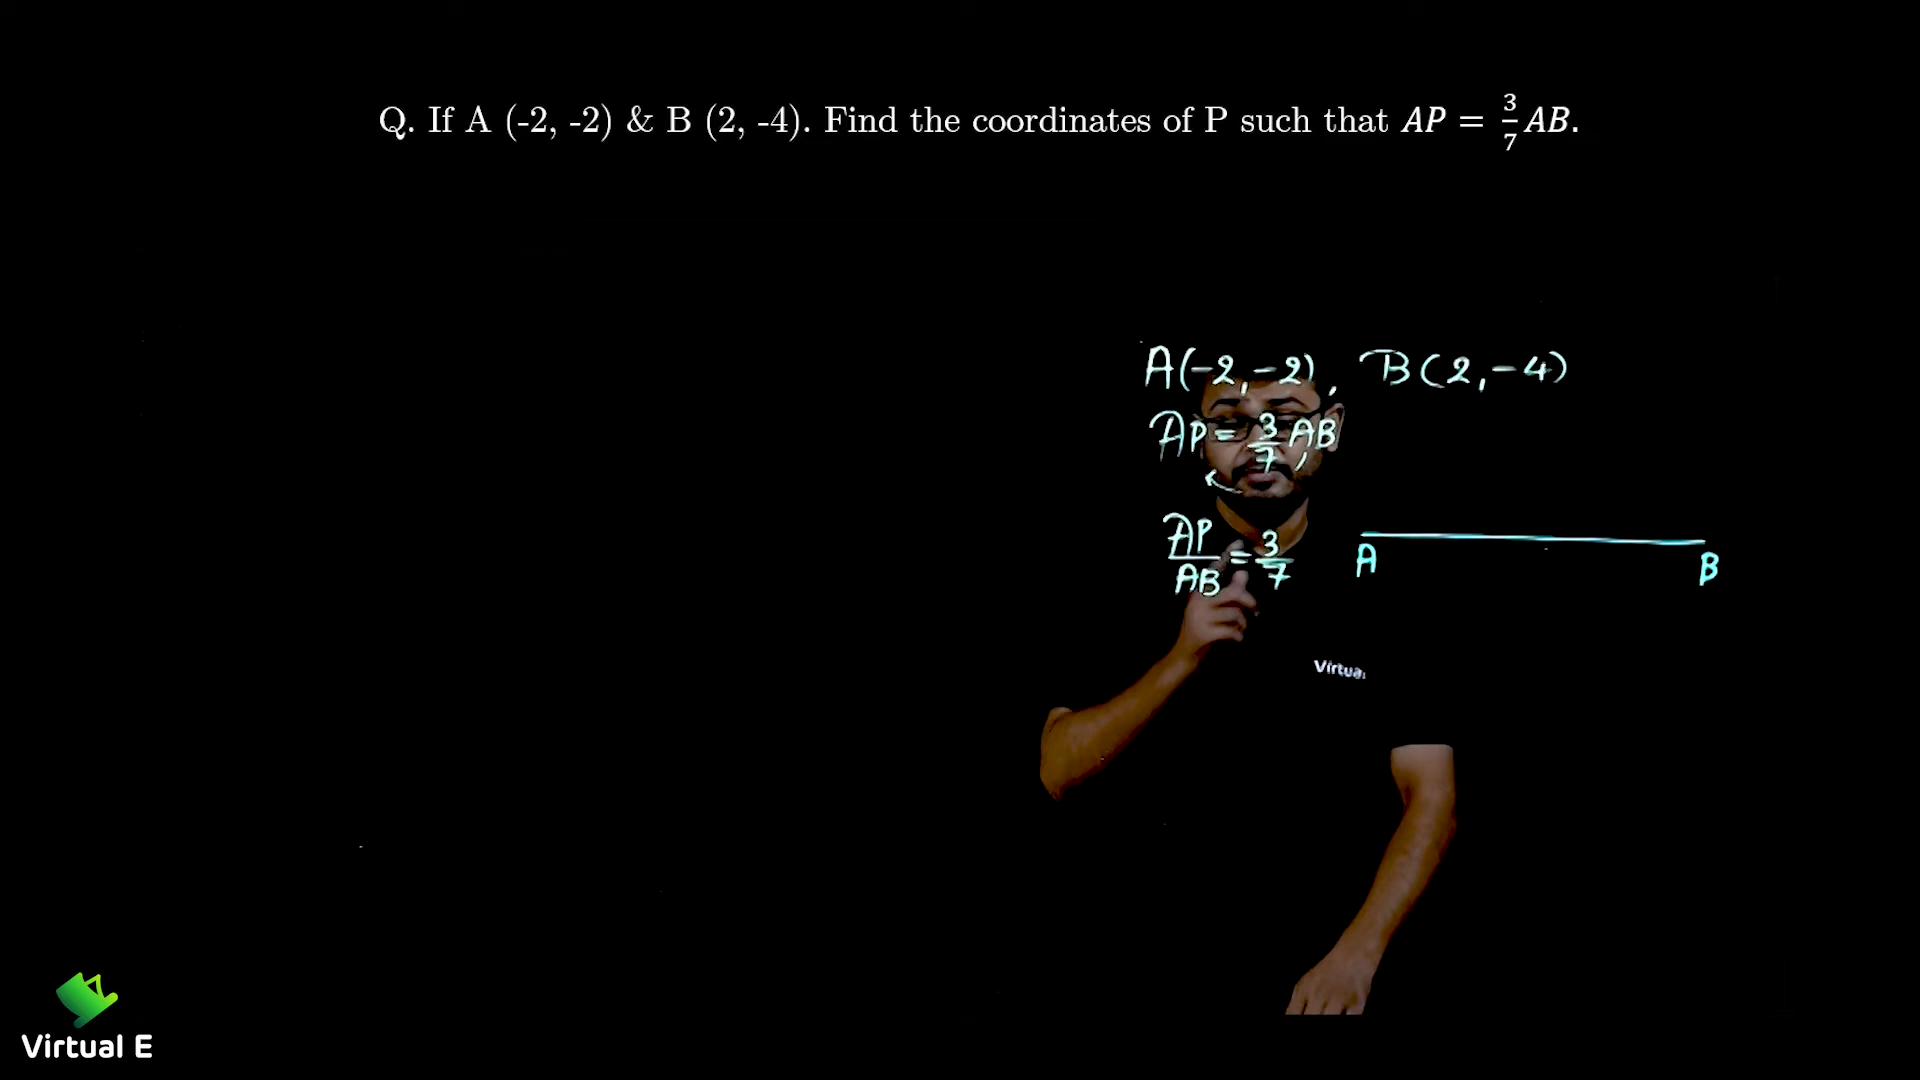 Q. If A (-2, -2) & B (2, -4). Find the coordinates of P such that AP = 3/7 AB.
A(-2,-2), B(2,-4)
AP = 3/7 AB,
AP/AB = 3/7
A B
Virtual
Virtual E